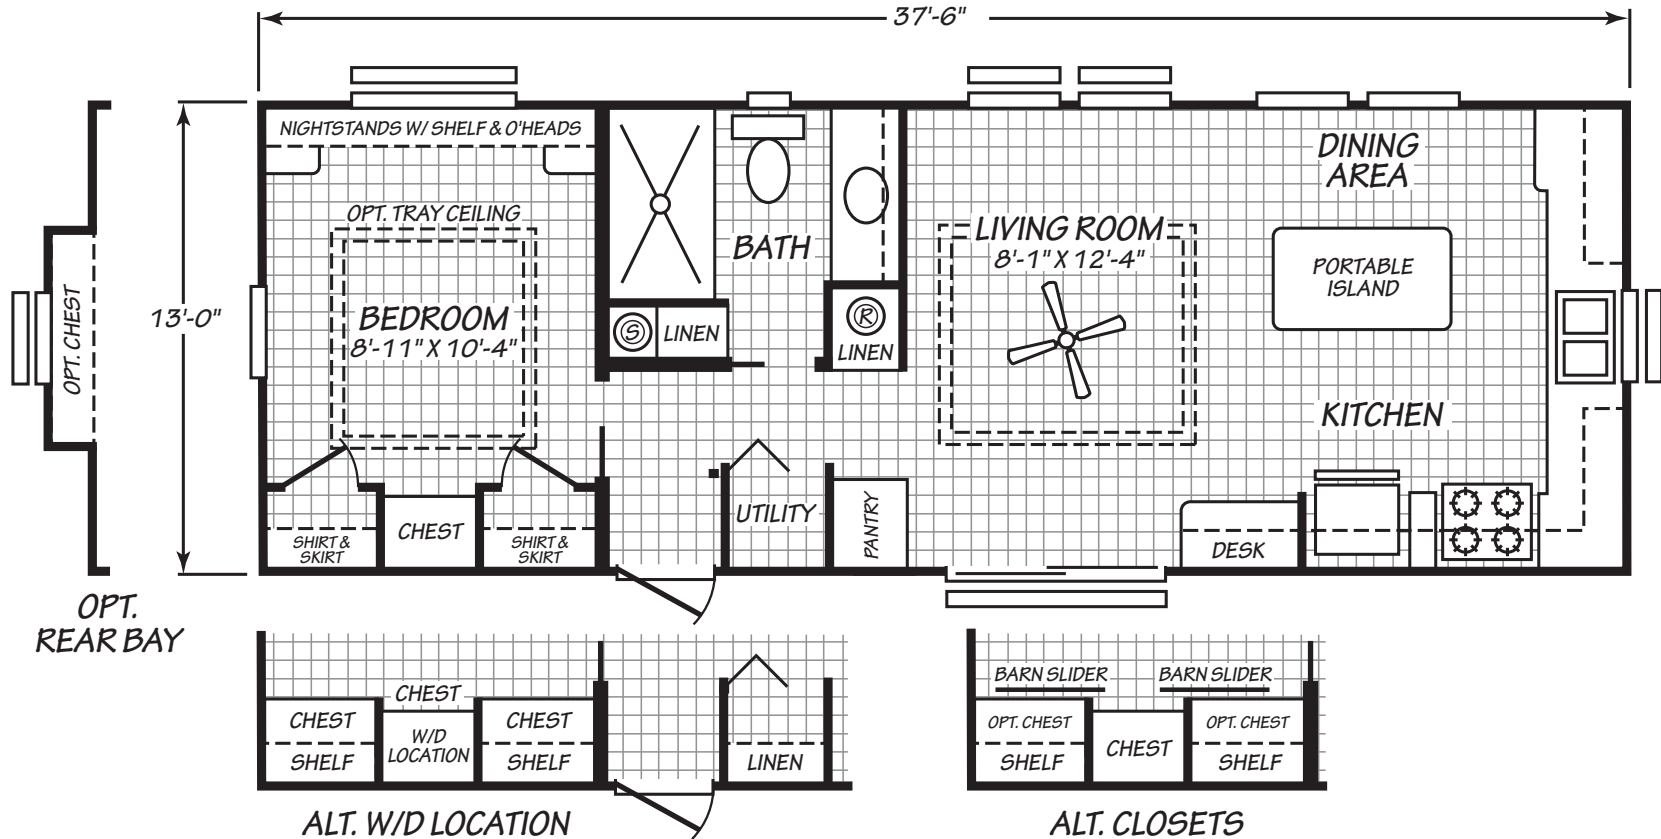 37'-6"
NIGHTSTANDS W/ SHELF & O'HEADS
OPT. TRAY CEILING
BEDROOM
8'-11" X 10'-4"
13'-0"
OPT. CHEST
OPT.
REAR BAY
SHIRT &
SKIRT
CHEST
SHIRT &
SKIRT
BATH
S
LINEN
R
LINEN
UTILITY
PANTRY
LIVING ROOM
8'-1" X 12'-4"
DINING
AREA
PORTABLE
ISLAND
KITCHEN
DESK
CHEST
CHEST
SHELF
W/D
LOCATION
CHEST
SHELF
LINEN
ALT. W/D LOCATION
BARN SLIDER
BARN SLIDER
OPT. CHEST
SHELF
CHEST
OPT. CHEST
SHELF
ALT. CLOSETS